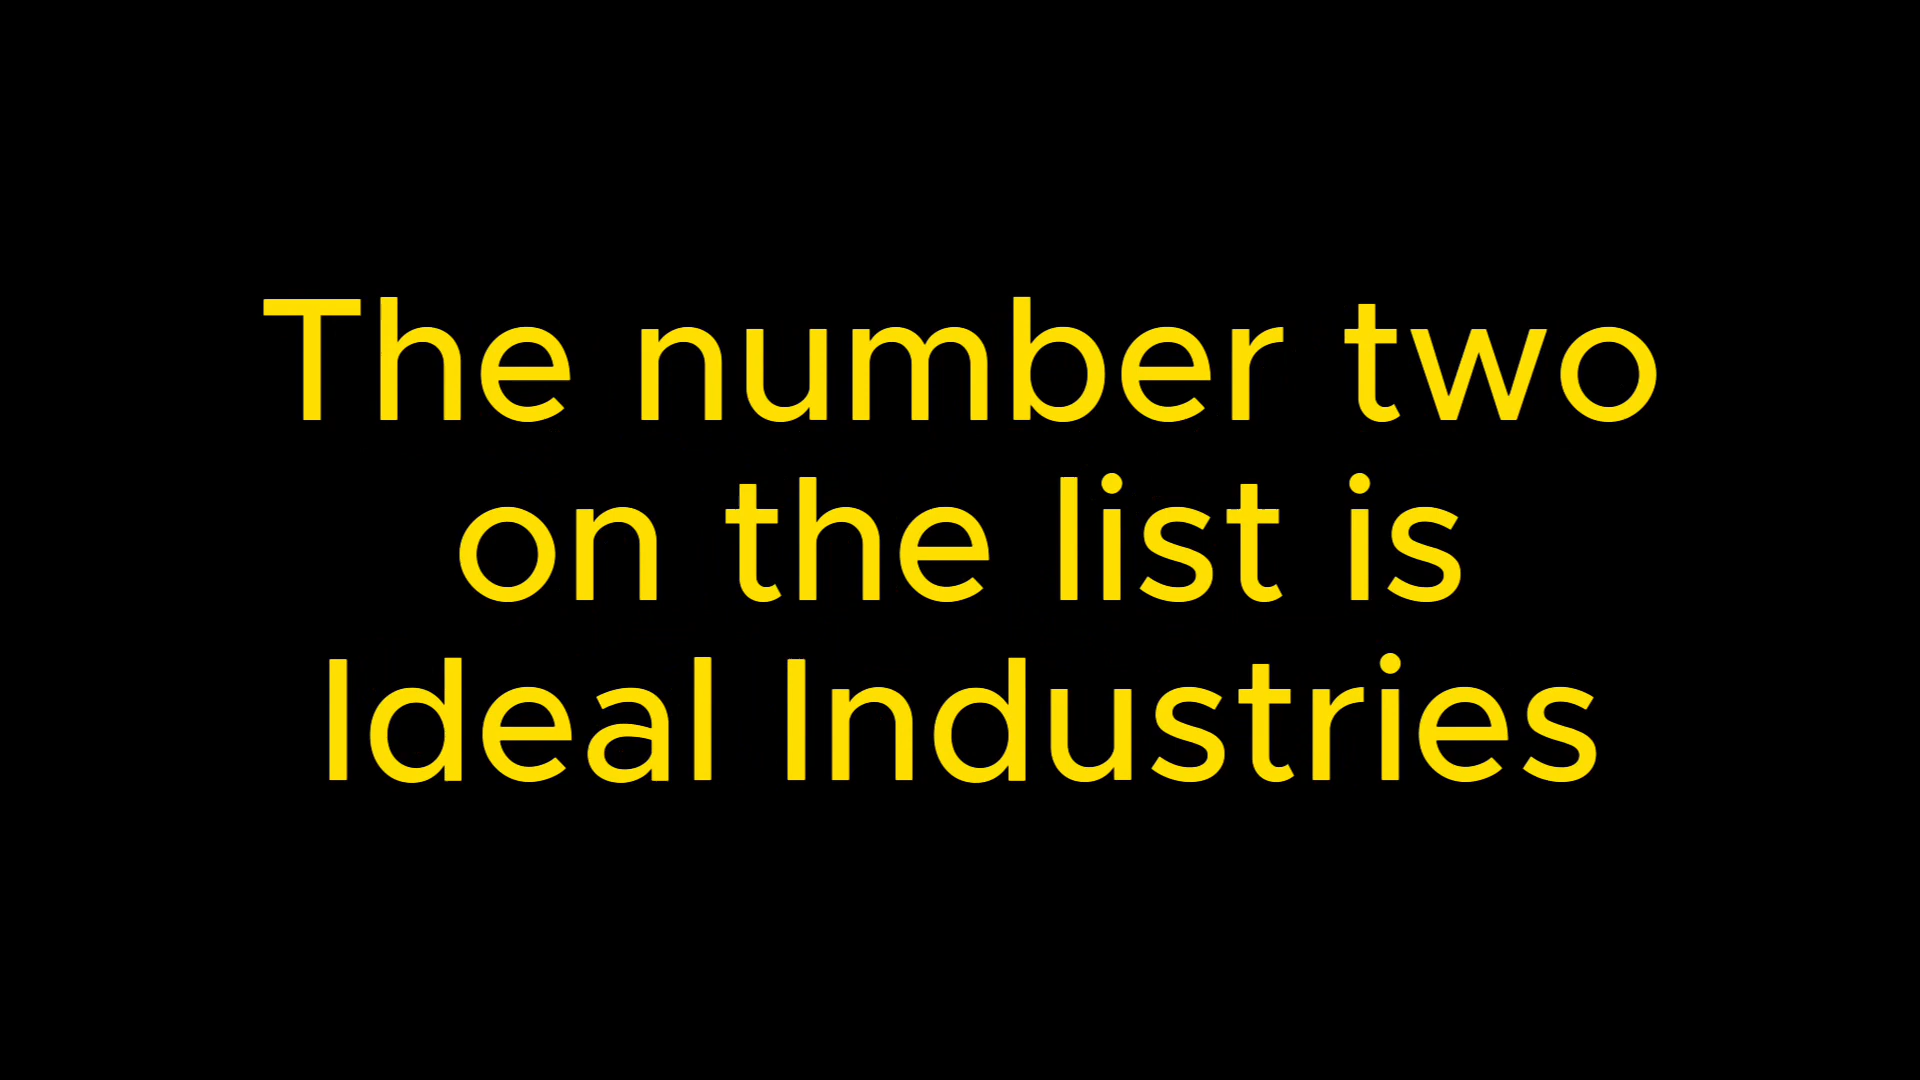 The number two
on the list is
Ideal Industries